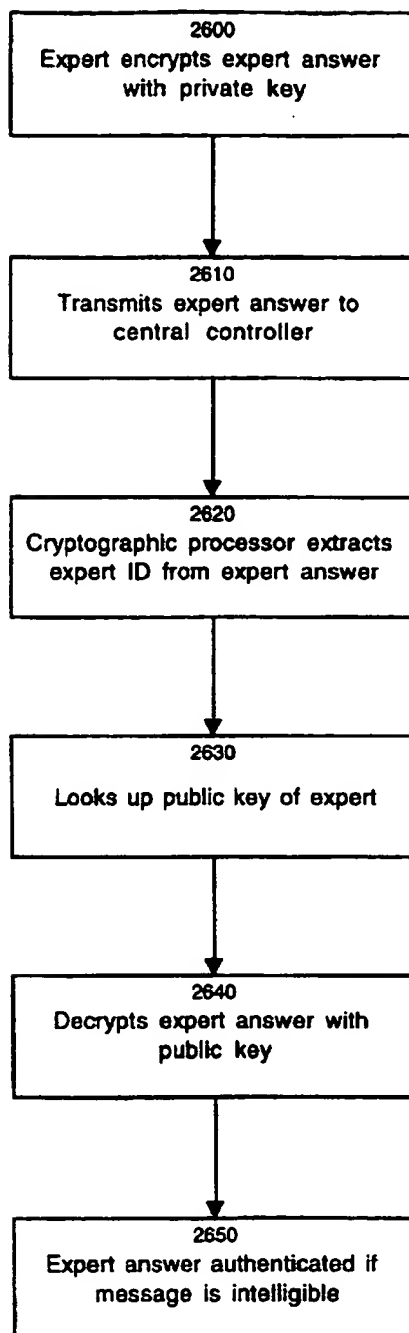 2600
Expert encrypts expert answer
with private key
2610
Transmits expert answer to
central controller
2620
Cryptographic processor extracts
expert ID from expert answer
2630
Looks up public key of expert
2640
Decrypts expert answer with
public key
2650
Expert answer authenticated if
message is intelligible